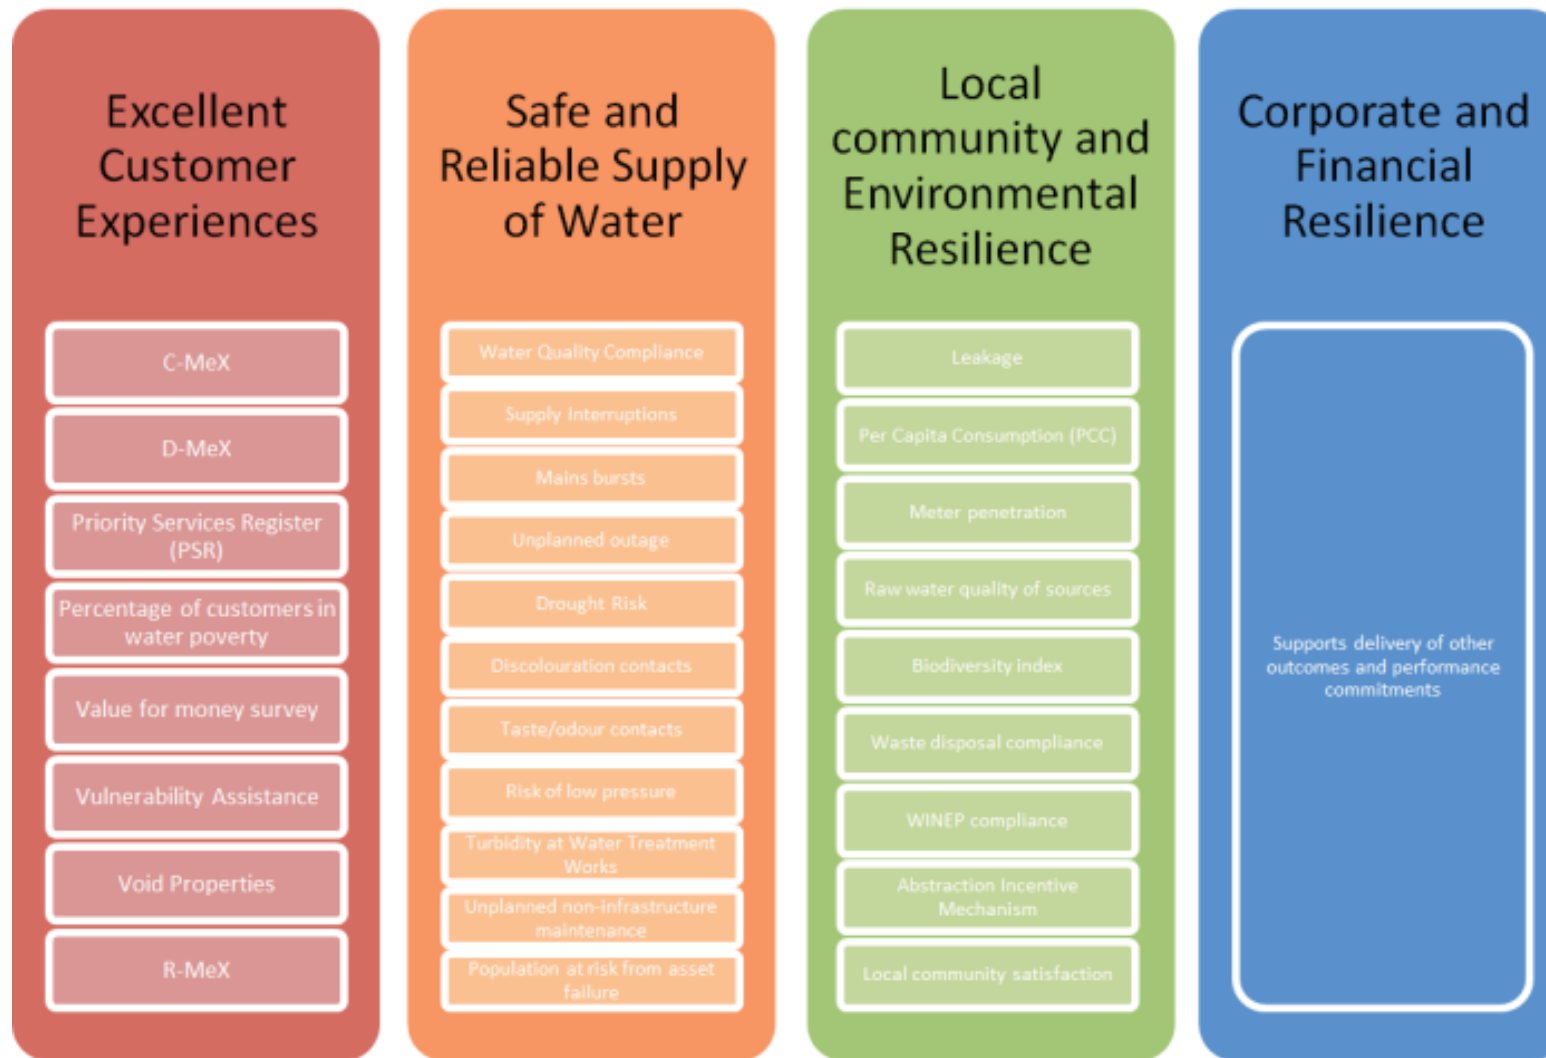 Excellent
Customer
Experiences
C-MeX
D-MeX
Priority Services Register
(PSR)
Percentage of customers in
water poverty
Value for money survey
Vulnerability Assistance
Void Properties
R-MeX
Safe and
Reliable Supply
of Water
Water Quality Compliance
Supply Interruptions
Mains bursts
Unplanned outage
Drought Risk
Discolouration contacts
Taste/odour contacts
Risk of low pressure
Turbidity at Water Treatment
Works
Unplanned non-infrastructure
maintenance
Population at risk from asset
failure
Local
community and
Environmental
Resilience
Leakage
Per Capita Consumption (PCC)
Meter penetration
Raw water quality of sources
Biodiversity index
Waste disposal compliance
WINEP compliance
Abstraction Incentive
Mechanism
Local community satisfaction
Corporate and
Financial
Resilience
Supports delivery of other
outcomes and performance
commitments